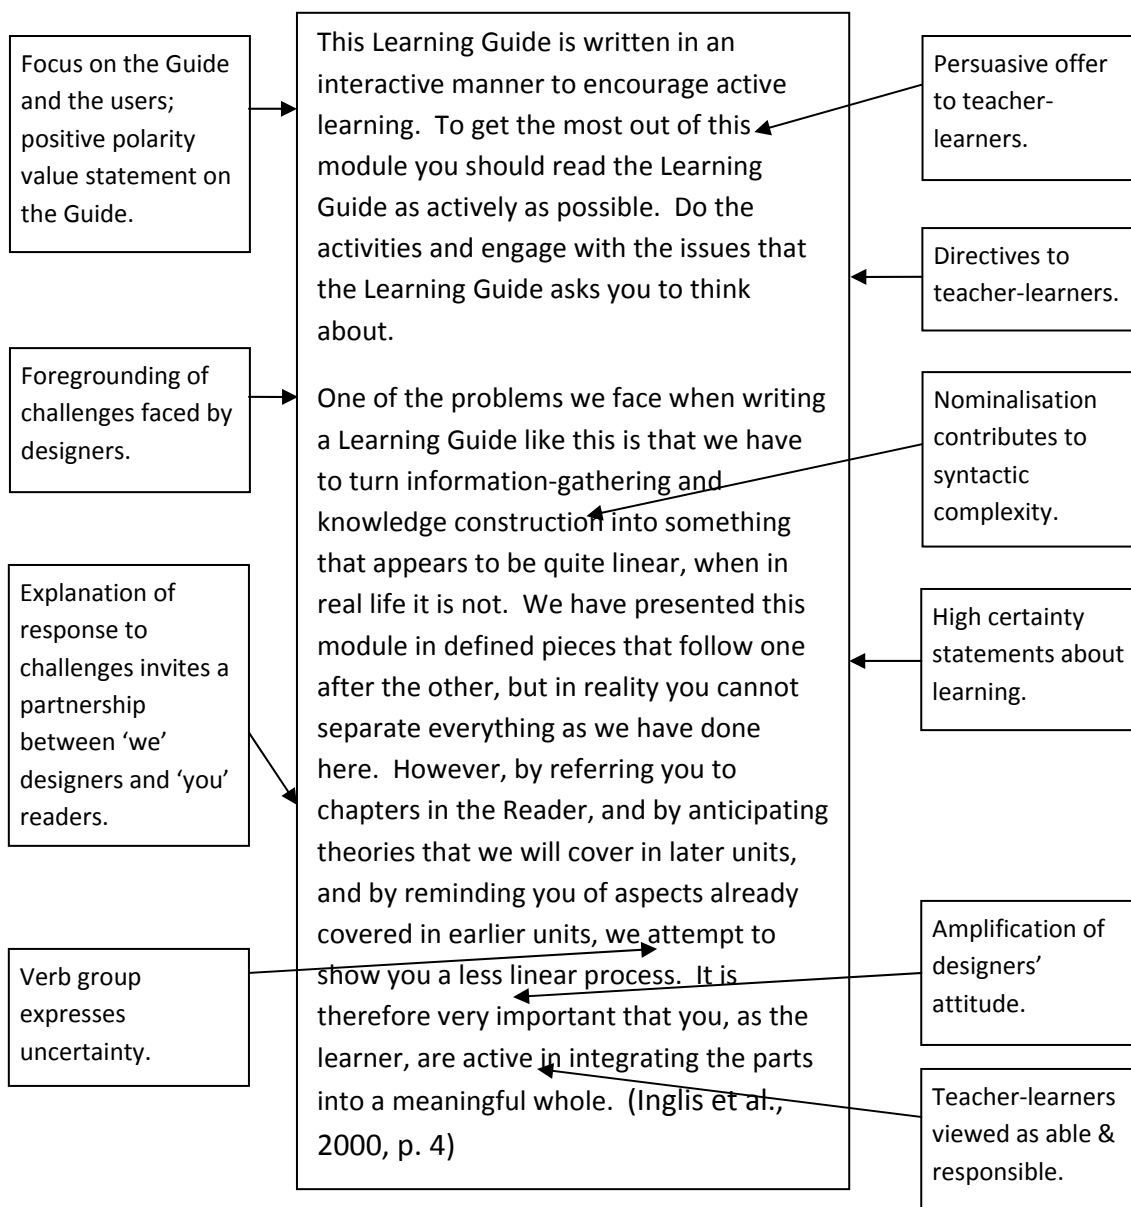 Focus on the Guide
and the users;
positive polarity
value statement on
the Guide.
Foregrounding of
challenges faced by
designers.
Explanation of
response to
challenges invites a
partnership
between ‘we’
designers and ‘you’
readers.
Verb group
expresses
uncertainty.
This Learning Guide is written in an
interactive manner to encourage active
learning.  To get the most out of this
module you should read the Learning
Guide as actively as possible.  Do the
activities and engage with the issues that
the Learning Guide asks you to think
about.
One of the problems we face when writing
a Learning Guide like this is that we have
to turn information-gathering and
knowledge construction into something
that appears to be quite linear, when in
real life it is not.  We have presented this
module in defined pieces that follow one
after the other, but in reality you cannot
separate everything as we have done
here.  However, by referring you to
chapters in the Reader, and by anticipating
theories that we will cover in later units,
and by reminding you of aspects already
covered in earlier units, we attempt to
show you a less linear process.  It is
therefore very important that you, as the
learner, are active in integrating the parts
into a meaningful whole.  (Inglis et al.,
2000, p. 4)
Persuasive offer
to teacher-
learners.
Directives to
teacher-learners.
Nominalisation
contributes to
syntactic
complexity.
High certainty
statements about
learning.
Amplification of
designers’
attitude.
Teacher-learners
viewed as able &
responsible.